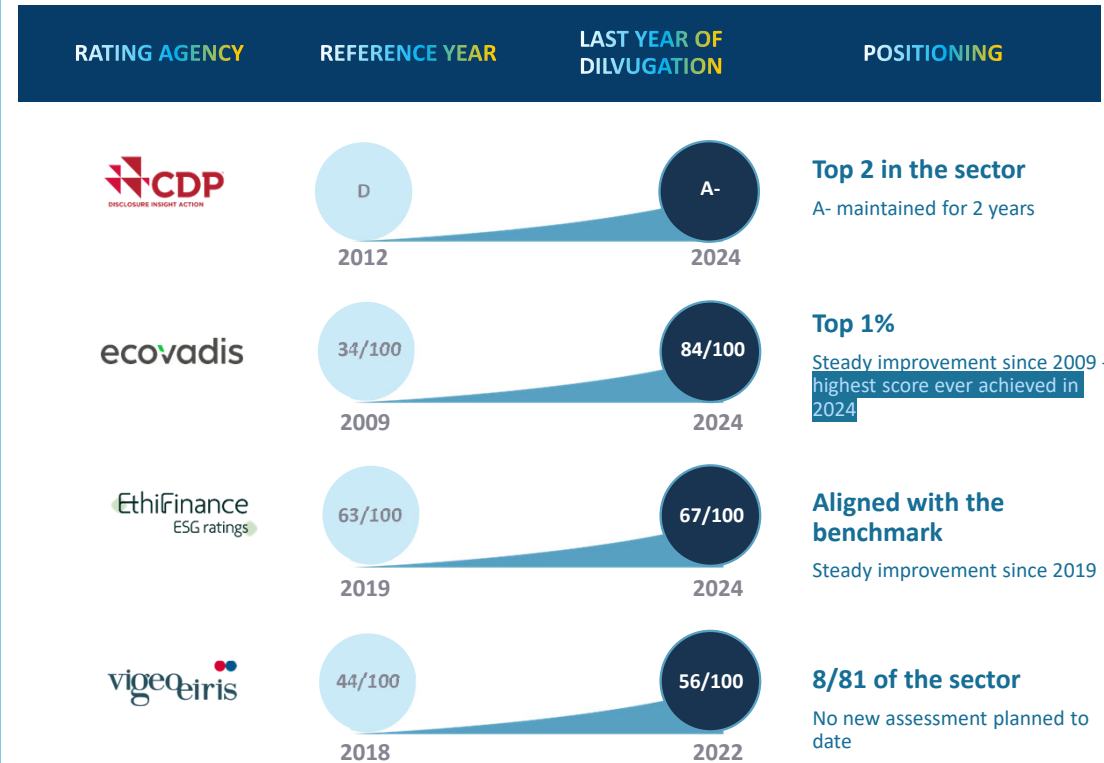 RATING AGENCY
REFERENCE YEAR
LAST YEAR OF
DILVUGATION
POSITIONING
CDP
DISCLOSURE INSIGHT ACTION
D
2012
A-
2024
Top 2 in the sector
A- maintained for 2 years
ecovadis
34/100
2009
84/100
2024
Top 1%
Steady improvement since 2009 -
highest score ever achieved in
2024
EthiFinance
ESG ratings
63/100
2019
67/100
2024
Aligned with the
benchmark
Steady improvement since 2019
vigeoeiris
44/100
2018
56/100
2022
8/81 of the sector
No new assessment planned to
date